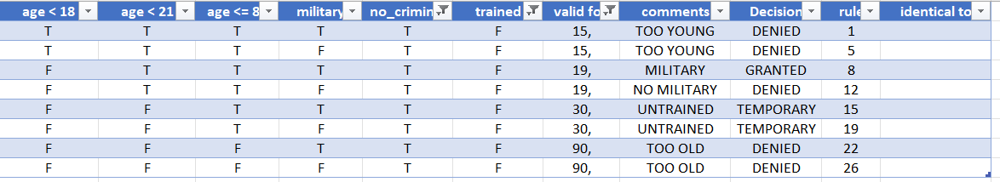 age < 18 age < 21 age <= 8 military no_crimin trained valid fo comments Decision rule identical to
T T T T T F 15, TOO YOUNG DENIED 1
T T T F T F 15, TOO YOUNG DENIED 5
F T T T T F 19, MILITARY GRANTED 8
F T T F T F 19, NO MILITARY DENIED 12
F F T T T F 30, UNTRAINED TEMPORARY 15
F F T F T F 30, UNTRAINED TEMPORARY 19
F F F T T F 90, TOO OLD DENIED 22
F F F F T F 90, TOO OLD DENIED 26